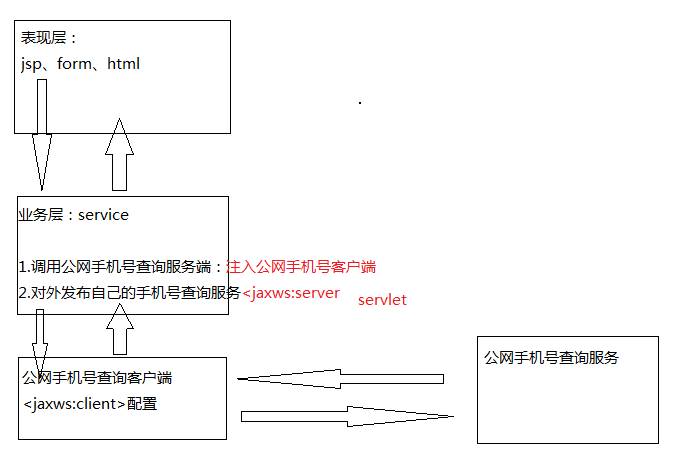 表现层：
jsp、form、html
业务层：service
1.调用公网手机号查询服务端：注入公网手机号客户端
2.对外发布自己的手机号查询服务<jaxws:server
servlet
公网手机号查询客户端
<jaxws:client>配置
公网手机号查询服务